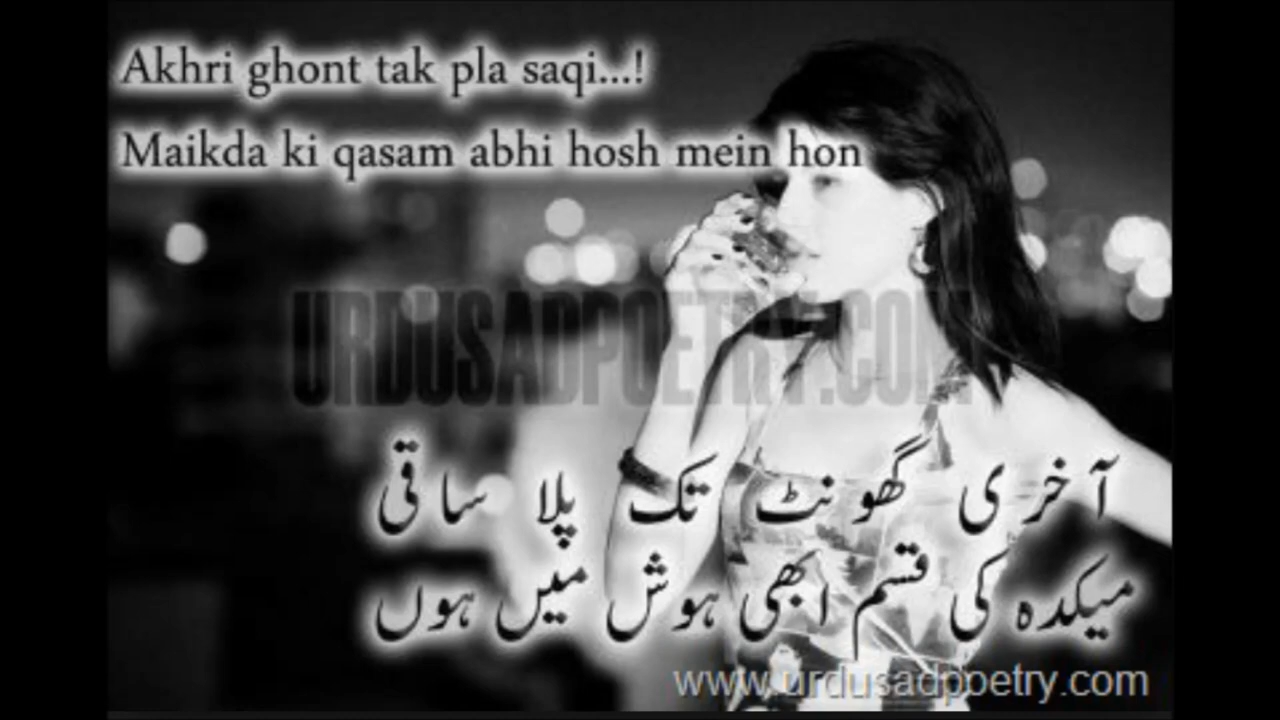 Akhri ghont tak pla saqi...!
Maikda ki qasam abhi hosh mein hon
URDUSADPOETRY.COM
آخری گھونٹ تک پلا ساقی
میکدہ کی قسم ابھی ہوش میں ہوں
www.urdusadpoetry.com